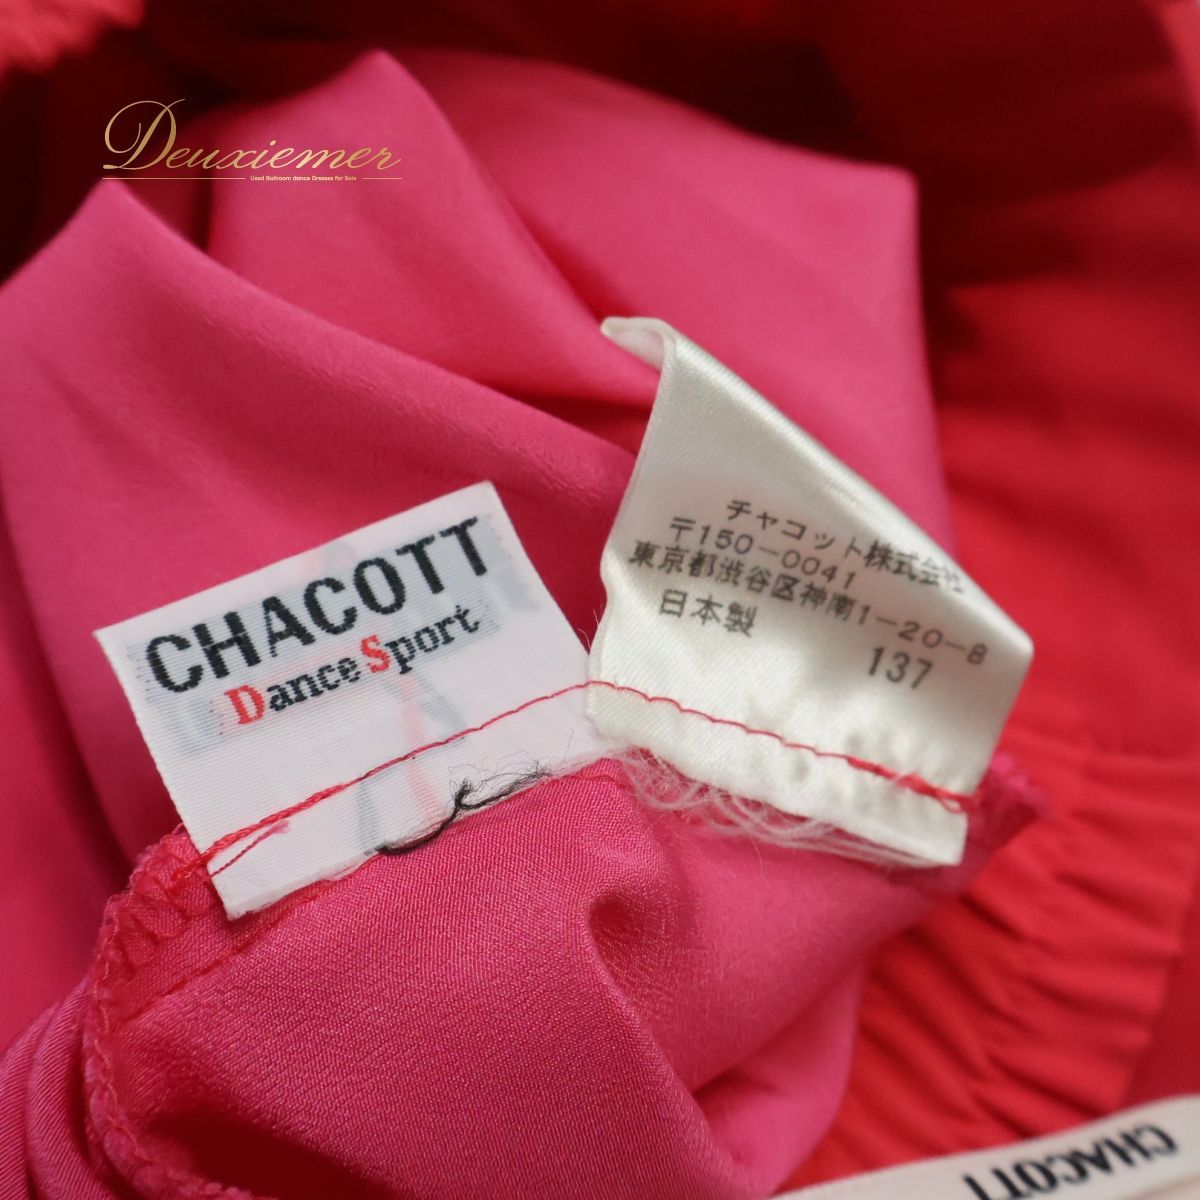 Deuxiemer
Used Ballroom dance Dresses for Sale
CHACOTT
Dance Sport
チャコット株式会社
〒150-0041
東京都渋谷区神南1-20-8
日本製
137
CHACOTT